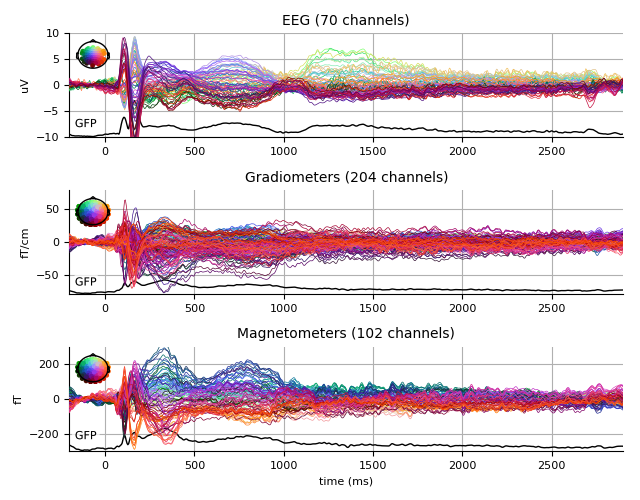 EEG (70 channels)
10
5
0
−5
−10
uV
GFP
0 500 1000 1500 2000 2500
Gradiometers (204 channels)
50
0
−50
fT/cm
GFP
0 500 1000 1500 2000 2500
Magnetometers (102 channels)
200
0
−200
fT
GFP
0 500 1000 1500 2000 2500
time (ms)